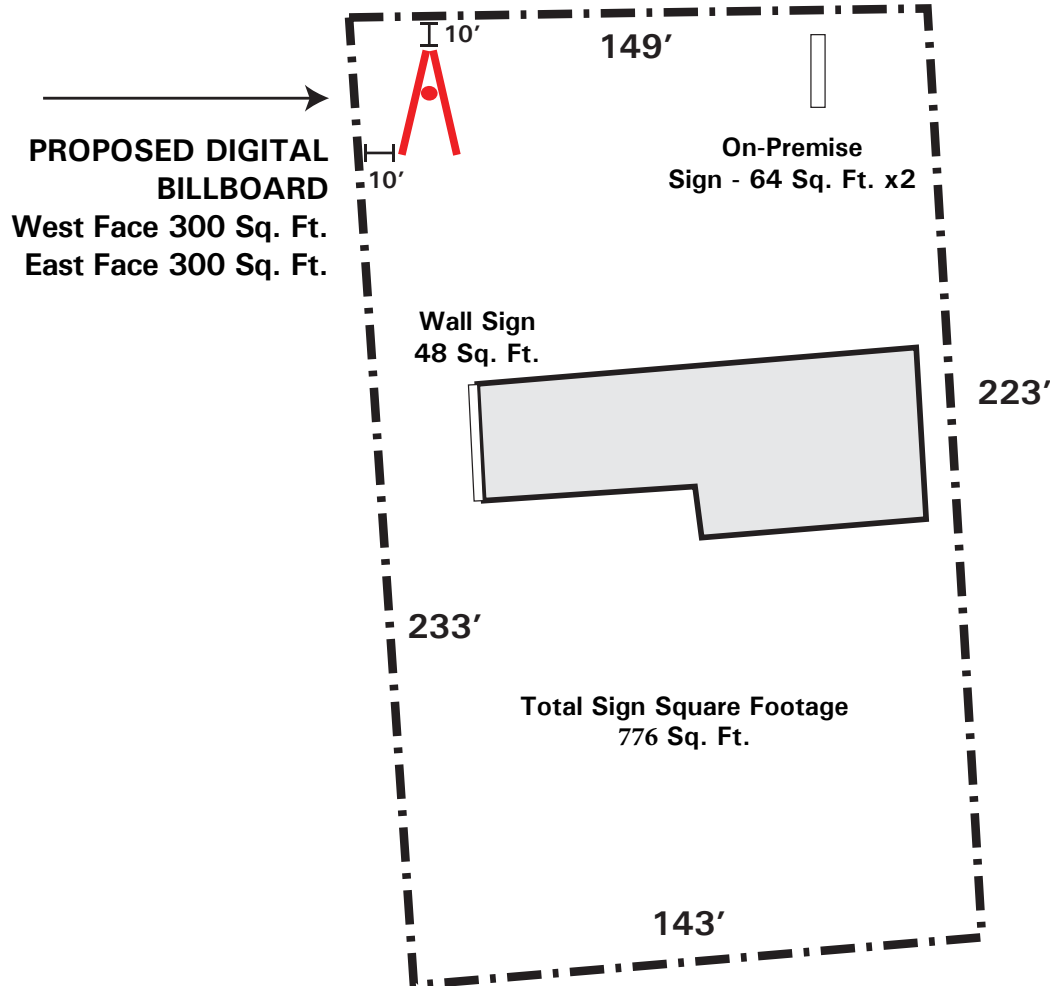 10′
149′
PROPOSED DIGITAL
BILLBOARD
West Face 300 Sq. Ft.
East Face 300 Sq. Ft.
10′
On-Premise
Sign - 64 Sq. Ft. x2
Wall Sign
48 Sq. Ft.
223′
233′
Total Sign Square Footage
776 Sq. Ft.
143′